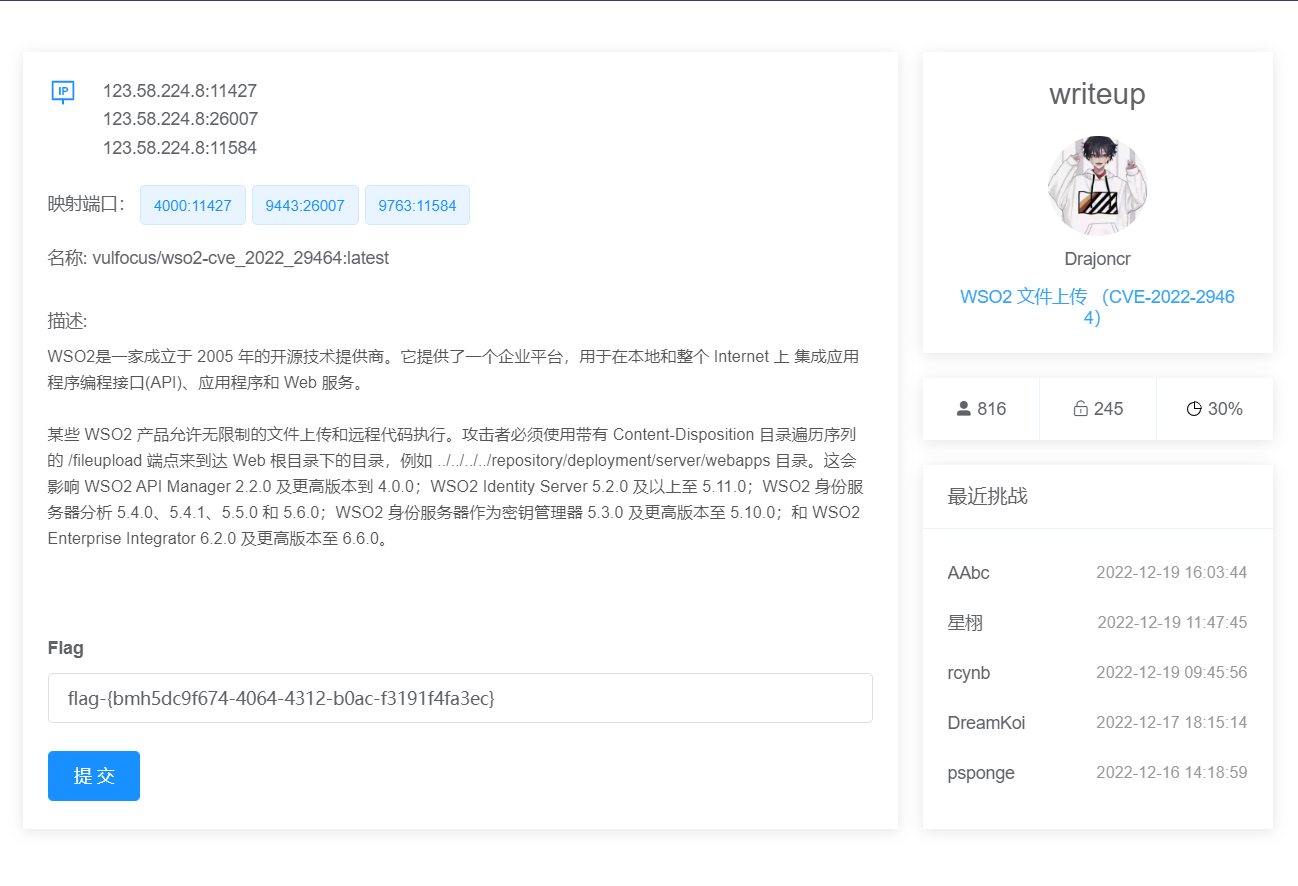 123.58.224.8:11427
123.58.224.8:26007
123.58.224.8:11584
映射端口： 4000:11427 9443:26007 9763:11584
名称: vulfocus/wso2-cve_2022_29464:latest
描述:
WSO2是一家成立于 2005 年的开源技术提供商。它提供了一个企业平台，用于在本地和整个 Internet 上 集成应用
程序编程接口(API)、应用程序和 Web 服务。
某些 WSO2 产品允许无限制的文件上传和远程代码执行。攻击者必须使用带有 Content-Disposition 目录遍历序列
的 /fileupload 端点来到达 Web 根目录下的目录，例如 ../../../../repository/deployment/server/webapps 目录。这会
影响 WSO2 API Manager 2.2.0 及更高版本到 4.0.0；WSO2 Identity Server 5.2.0 及以上至 5.11.0；WSO2 身份服
务器分析 5.4.0、5.4.1、5.5.0 和 5.6.0；WSO2 身份服务器作为密钥管理器 5.3.0 及更高版本至 5.10.0；和 WSO2
Enterprise Integrator 6.2.0 及更高版本至 6.6.0。
Flag
flag-{bmh5dc9f674-4064-4312-b0ac-f3191f4fa3ec}
提 交
writeup
Drajoncr
WSO2 文件上传 （CVE-2022-2946
4）
816 245 30%
最近挑战
AAbc 2022-12-19 16:03:44
星栩 2022-12-19 11:47:45
rcynb 2022-12-19 09:45:56
DreamKoi 2022-12-17 18:15:14
psponge 2022-12-16 14:18:59
IP